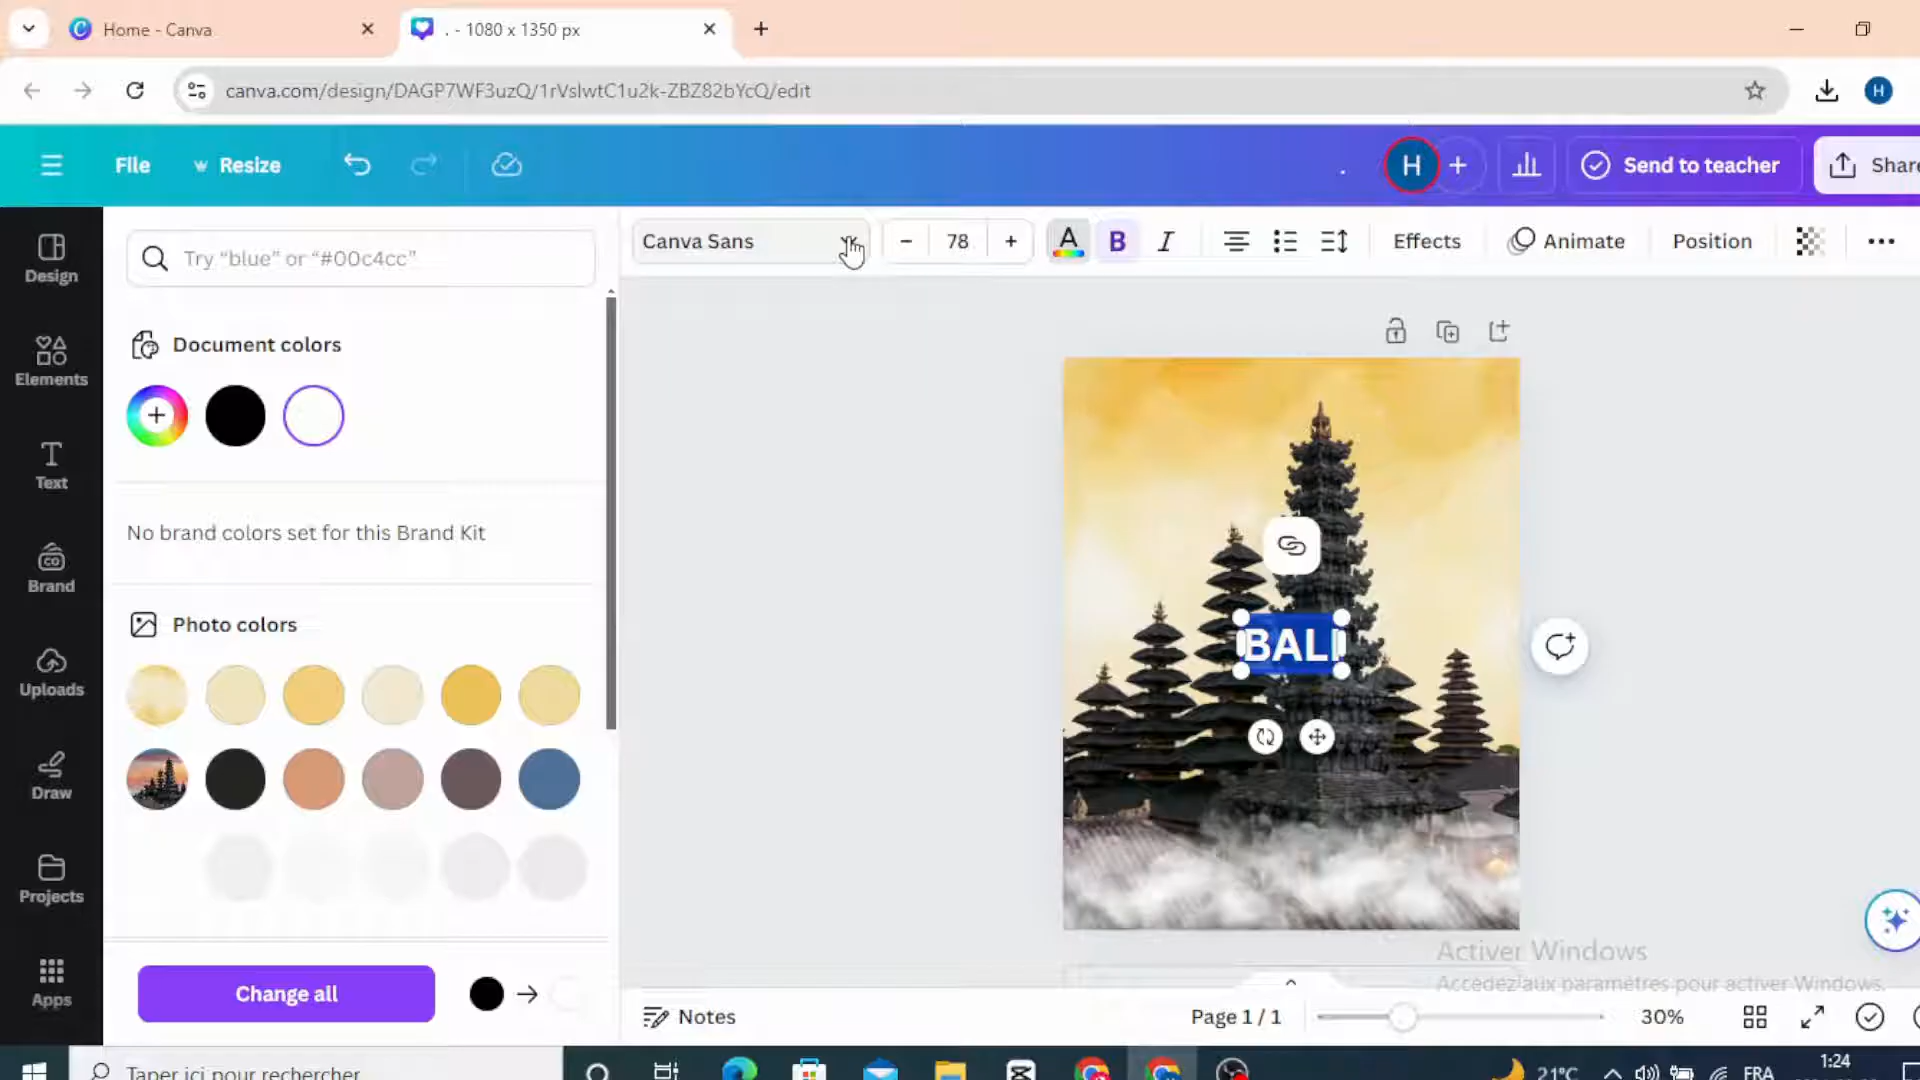 Home - Canva
. - 1080 x 1350 px
canva.com/design/DAGP7WF3uzQ/1rVslwtC1u2k-ZBZ82bYcQ/edit
H
File
Resize
.
H
Send to teacher
Share
Design
Elements
Text
Brand
Uploads
Draw
Projects
Apps
Try “blue” or “#00c4cc”
Document colors
No brand colors set for this Brand Kit
Photo colors
Change all
Canva Sans
78
A
B
I
Effects
Animate
Position
BALI
Activer Windows
Accédez aux paramètres pour activer Windows.
Notes
Page 1 / 1
30%
Taper ici pour rechercher
21°C
FRA
1:24